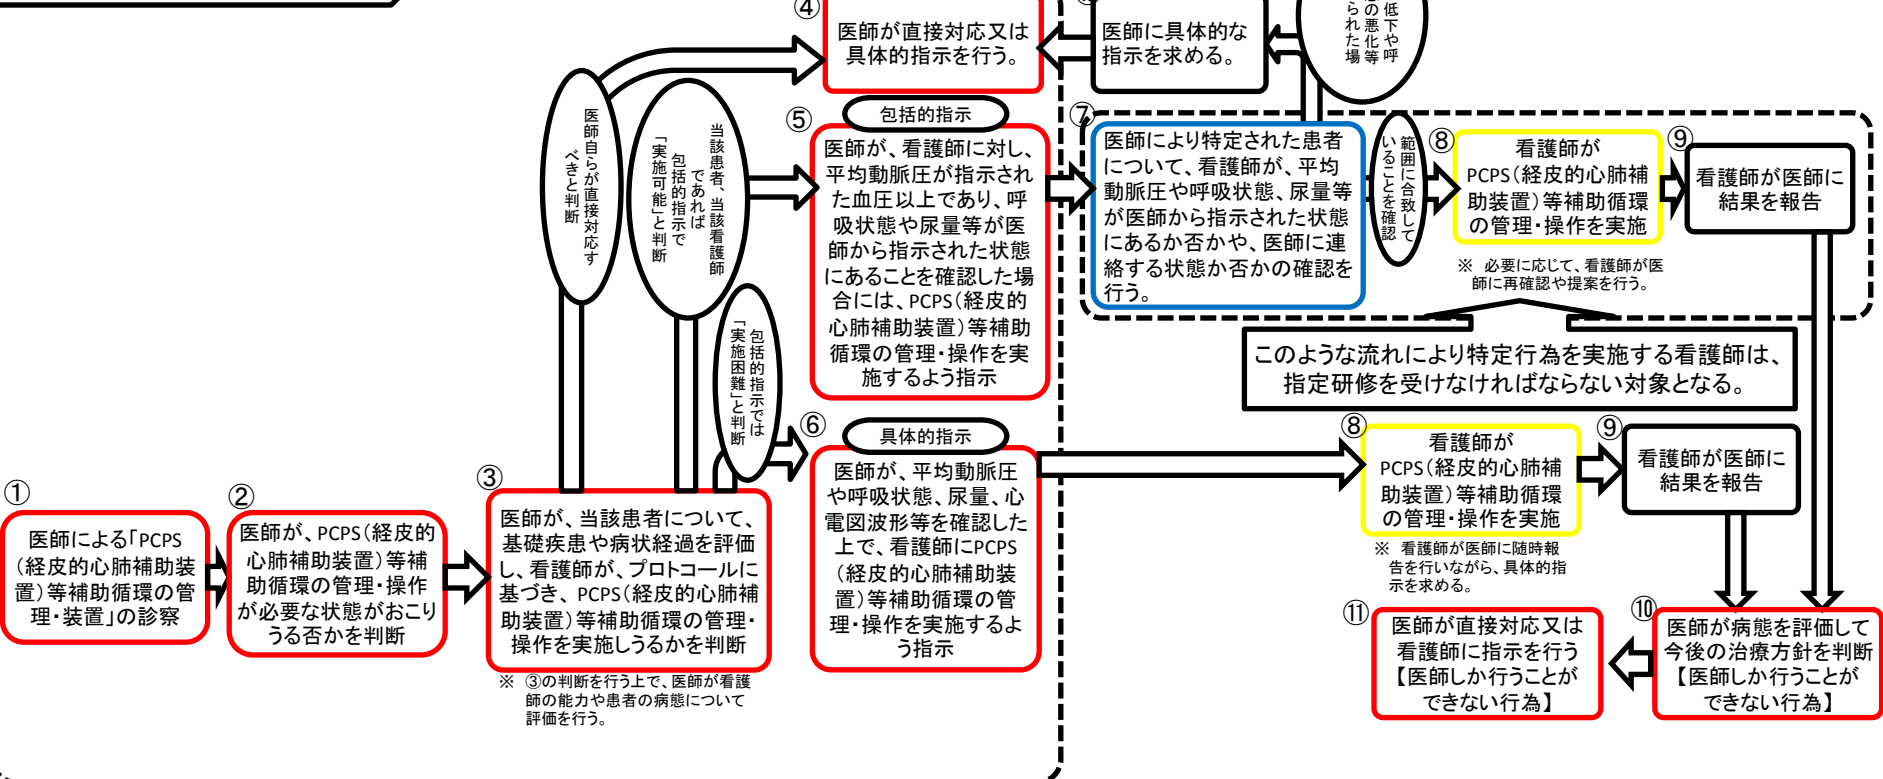 ④
医師が直接対応又は
具体的指示を行う。
医師に具体的な
指示を求める。
低下や呼
の悪化等
られた場
医師自らが直接対応す
べきと判断
当該患者、当該看護師
であれば
包括的指示で
「実施可能」と判断
包括的指示では
「実施困難」と判断
⑤
包括的指示
医師が、看護師に対し、
平均動脈圧が指示され
た血圧以上であり、呼
吸状態や尿量等が医
師から指示された状態
にあることを確認した場
合には、PCPS(経皮的
心肺補助装置)等補助
循環の管理・操作を実
施するよう指示
⑦
医師により特定された患者
について、看護師が、平均
動脈圧や呼吸状態、尿量等
が医師から指示された状態
にあるか否かや、医師に連
絡する状態か否かの確認を
行う。
範囲に合致して
いることを確認
⑧
看護師が
PCPS(経皮的心肺補
助装置)等補助循環
の管理・操作を実施
※ 必要に応じて、看護師が医
師に再確認や提案を行う。
⑨
看護師が医師に
結果を報告
このような流れにより特定行為を実施する看護師は、
指定研修を受けなければならない対象となる。
⑥
具体的指示
医師が、平均動脈圧
や呼吸状態、尿量、心
電図波形等を確認した
上で、看護師にPCPS
(経皮的心肺補助装
置)等補助循環の管
理・操作を実施するよ
う指示
⑧
看護師が
PCPS(経皮的心肺補
助装置)等補助循環
の管理・操作を実施
※ 看護師が医師に随時報
告を行いながら、具体的指
示を求める。
⑨
看護師が医師に
結果を報告
①
医師による「PCPS
(経皮的心肺補助装
置)等補助循環の管
理・装置」の診察
②
医師が、PCPS(経皮的
心肺補助装置)等補
助循環の管理・操作
が必要な状態がおこり
うる否かを判断
③
医師が、当該患者について、
基礎疾患や病状経過を評価
し、看護師が、プロトコールに
基づき、PCPS(経皮的心肺補
助装置)等補助循環の管理・
操作を実施しうるかを判断
※ ③の判断を行う上で、医師が看護
師の能力や患者の病態について
評価を行う。
⑩
医師が病態を評価して
今後の治療方針を判断
【医師しか行うことが
できない行為】
⑪
医師が直接対応又は
看護師に指示を行う
【医師しか行うことが
できない行為】